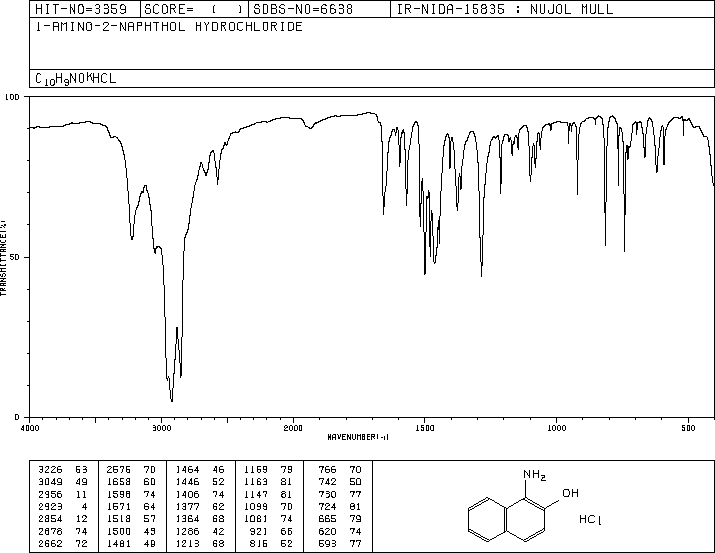 HIT-NO=3359 SCORE= ( ) SDBS-NO=6638 IR-NIDA-15835 : NUJOL MULL
1-AMINO-2-NAPHTHOL HYDROCHLORIDE
C10H9NO*HCL
100
50
0
TRANSMITTANCE(%)
4000 3000 2000 1500 1000 500
WAVENUMBER(-1)
3226 53 2576 70 1464 46 1169 79 766 70
3049 49 1658 60 1446 52 1163 81 742 50
2956 11 1598 74 1406 74 1147 81 730 77
2923 4 1571 64 1377 62 1099 70 724 81
2854 12 1518 57 1364 68 1081 74 665 79
2676 74 1500 43 1286 42 921 66 620 74
2662 72 1481 49 1213 68 816 52 593 77
NH2
OH
HCl